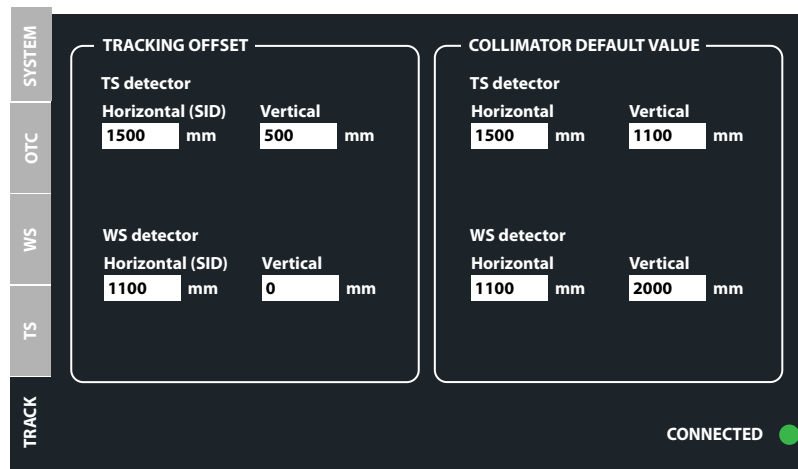 SYSTEM
OTC
WS
TS
TRACK
TRACKING OFFSET
TS detector
Horizontal (SID) Vertical
1500 mm 500 mm
WS detector
Horizontal (SID) Vertical
1100 mm 0 mm
COLLIMATOR DEFAULT VALUE
TS detector
Horizontal Vertical
1500 mm 1100 mm
WS detector
Horizontal Vertical
1100 mm 2000 mm
CONNECTED